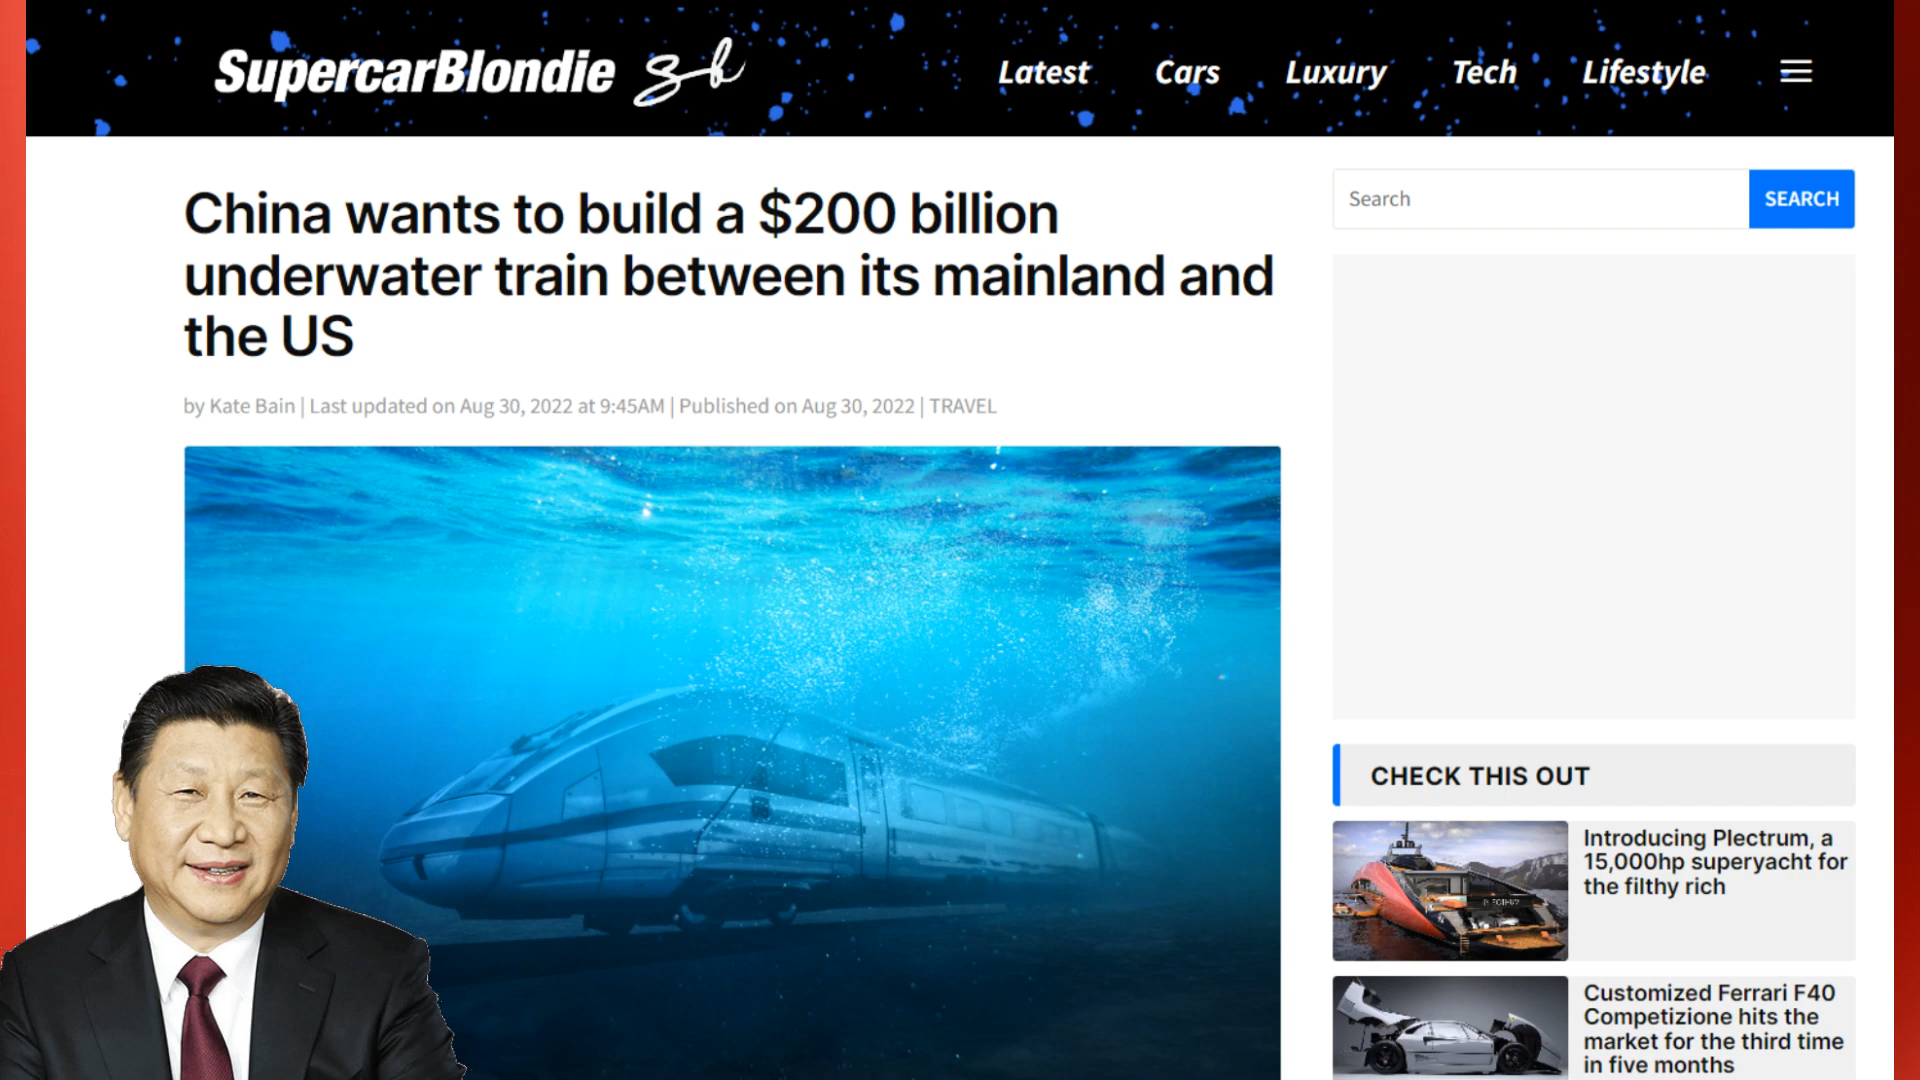 SupercarBlondie
Latest Cars Luxury Tech Lifestyle
China wants to build a $200 billion
underwater train between its mainland and
the US
by Kate Bain | Last updated on Aug 30, 2022 at 9:45AM | Published on Aug 30, 2022 | TRAVEL
Search SEARCH
CHECK THIS OUT
Introducing Plectrum, a
15,000hp superyacht for
the filthy rich
Customized Ferrari F40
Competizione hits the
market for the third time
in five months